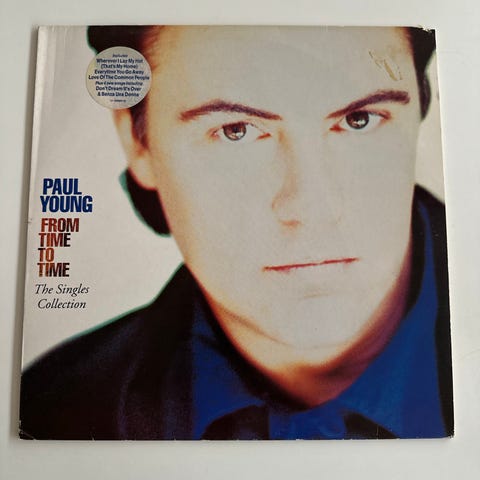 Includes
Wherever I Lay My Hat
(That's My Home)
Everytime You Go Away
Love Of The Common People
Plus 4 new songs including
Don't Dream It's Over
& Senza Una Donna
PAUL
YOUNG
FROM
TIME
TO
TIME
The Singles
Collection